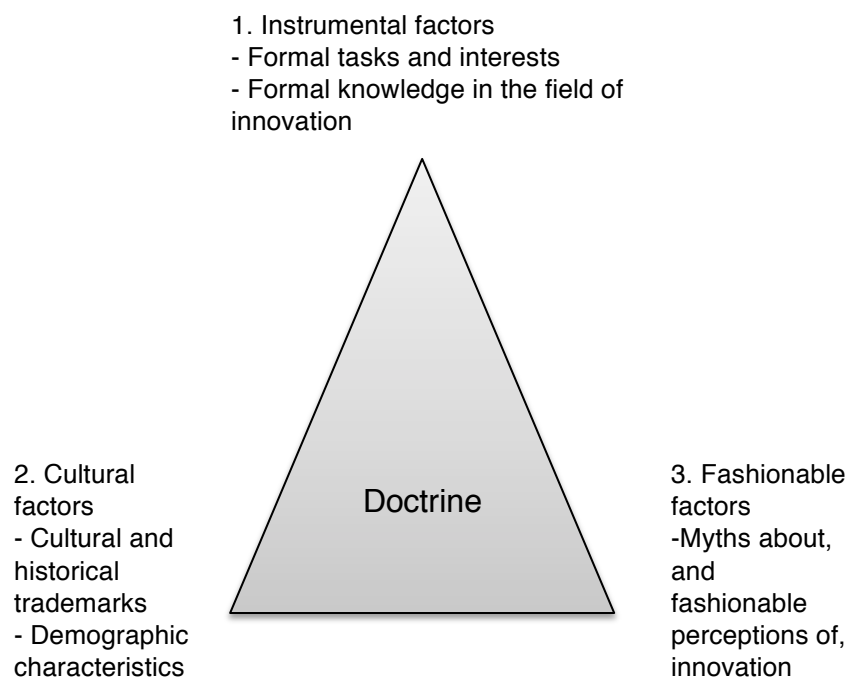 1. Instrumental factors
- Formal tasks and interests
- Formal knowledge in the field of
innovation
2. Cultural
factors
- Cultural and
historical
trademarks
- Demographic
characteristics
Doctrine
3. Fashionable
factors
-Myths about,
and
fashionable
perceptions of,
innovation